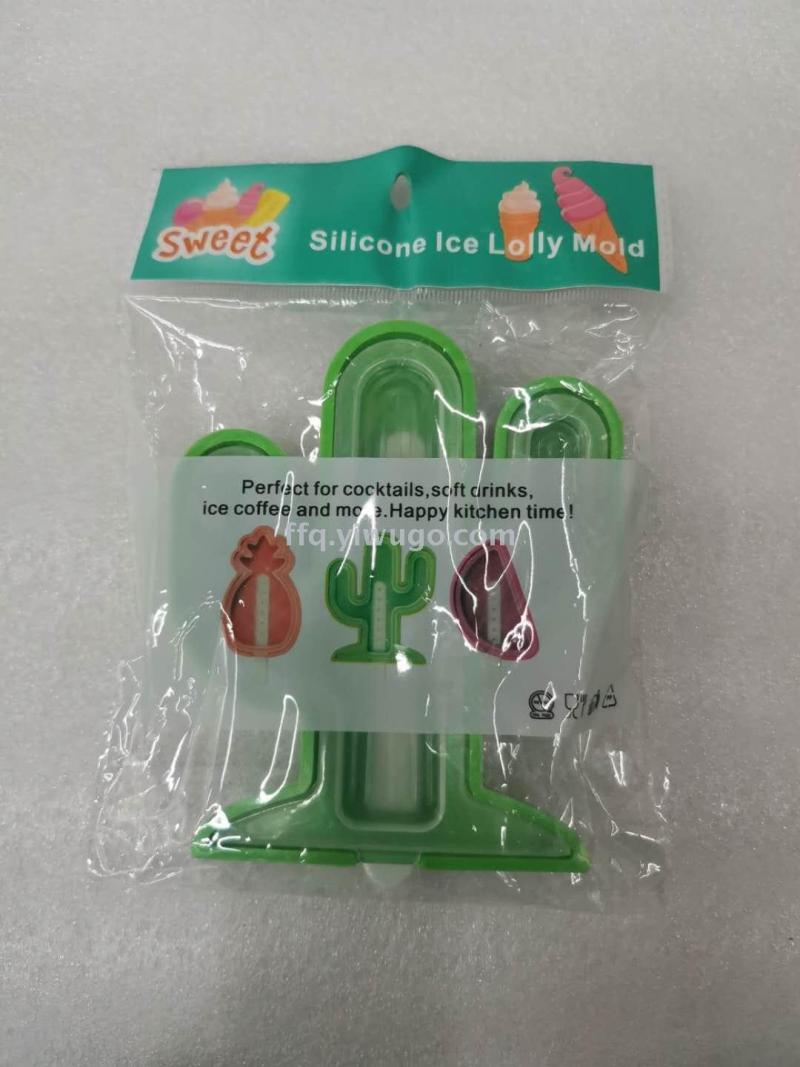 Sweet
Silicone Ice Lolly Mold
Perfect for cocktails,soft drinks,
ice coffee and more.Happy kitchen time!
ffq.yiwugo.com